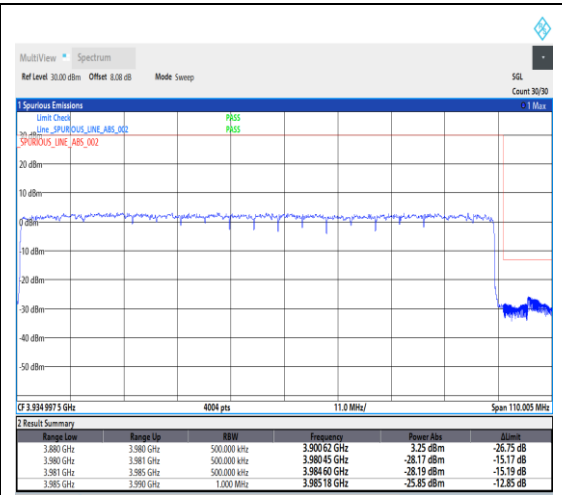 MultiView Spectrum
Ref Level 30.00 dBm Offset 8.08 dB Mode Sweep SGL
Count 30/30
1 Spurious Emissions 1 Max
Limit Check PASS
Line _SPURIOUS_LINE_ABS_002 PASS
_SPURIOUS_LINE_ABS_002
20 dBm
10 dBm
0 dBm
-10 dBm
-20 dBm
-30 dBm
-40 dBm
-50 dBm
CF 3.934 997 5 GHz 4004 pts 11.0 MHz/ Span 110.005 MHz
2 Result Summary
Range Low Range Up RBW Frequency Power Abs ΔLimit
3.880 GHz 3.980 GHz 500.000 kHz 3.900 62 GHz 3.25 dBm -26.75 dB
3.980 GHz 3.981 GHz 500.000 kHz 3.980 45 GHz -28.17 dBm -15.17 dB
3.981 GHz 3.985 GHz 500.000 kHz 3.984 60 GHz -28.19 dBm -15.19 dB
3.985 GHz 3.990 GHz 1.000 MHz 3.985 18 GHz -25.85 dBm -12.85 dB